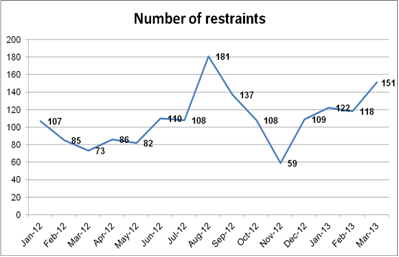 Number of restraints
200
180
160
140
120
100
80
60
40
20
0
107
85
73
86
82
110
108
181
137
108
59
109
122
118
151
Jan-12
Feb-12
Mar-12
Apr-12
May-12
Jun-12
Jul-12
Aug-12
Sep-12
Oct-12
Nov-12
Dec-12
Jan-13
Feb-13
Mar-13